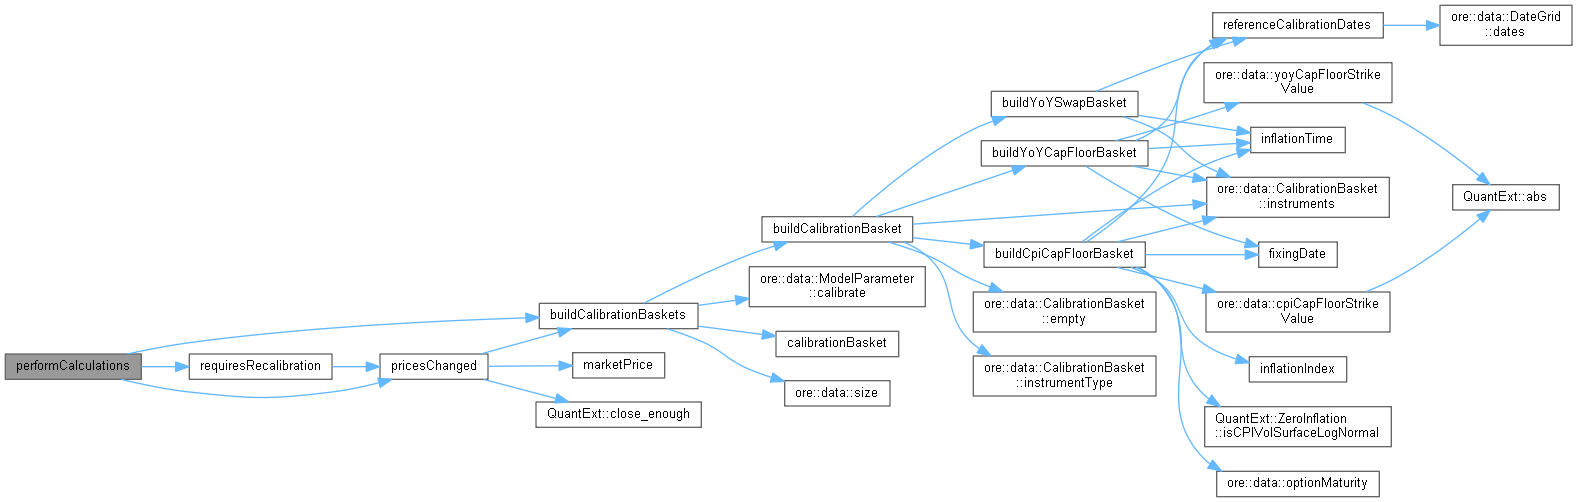 performCalculations
requiresRecalibration
pricesChanged
buildCalibrationBaskets
marketPrice
QuantExt::close_enough
buildCalibrationBasket
ore::data::ModelParameter
::calibrate
calibrationBasket
ore::data::size
buildYoYSwapBasket
buildYoYCapFloorBasket
buildCpiCapFloorBasket
ore::data::CalibrationBasket
::empty
ore::data::CalibrationBasket
::instrumentType
referenceCalibrationDates
ore::data::yoyCapFloorStrike
Value
inflationTime
ore::data::CalibrationBasket
::instruments
fixingDate
ore::data::cpiCapFloorStrike
Value
inflationIndex
QuantExt::ZeroInflation
::isCPIVolSurfaceLogNormal
ore::data::optionMaturity
ore::data::DateGrid
::dates
QuantExt::abs